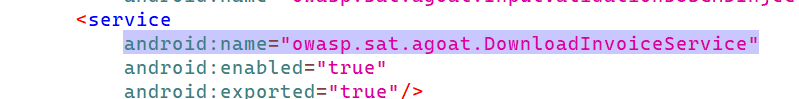 <service
android:name="owasp.sat.agoat.DownloadInvoiceService"
android:enabled="true"
android:exported="true"/>